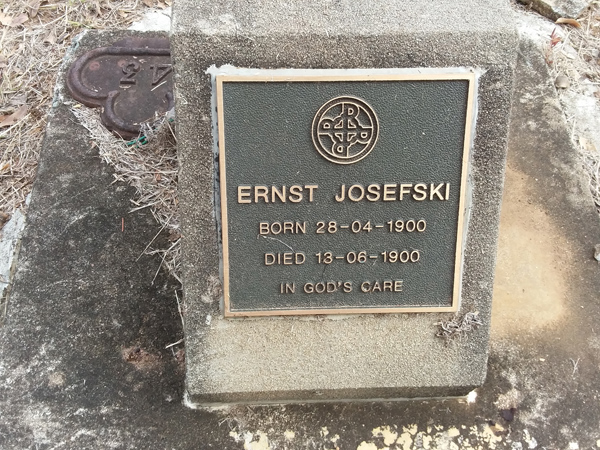 ERNST JOSEFSKI
BORN 28-04-1900
DIED 13-06-1900
IN GOD'S CARE